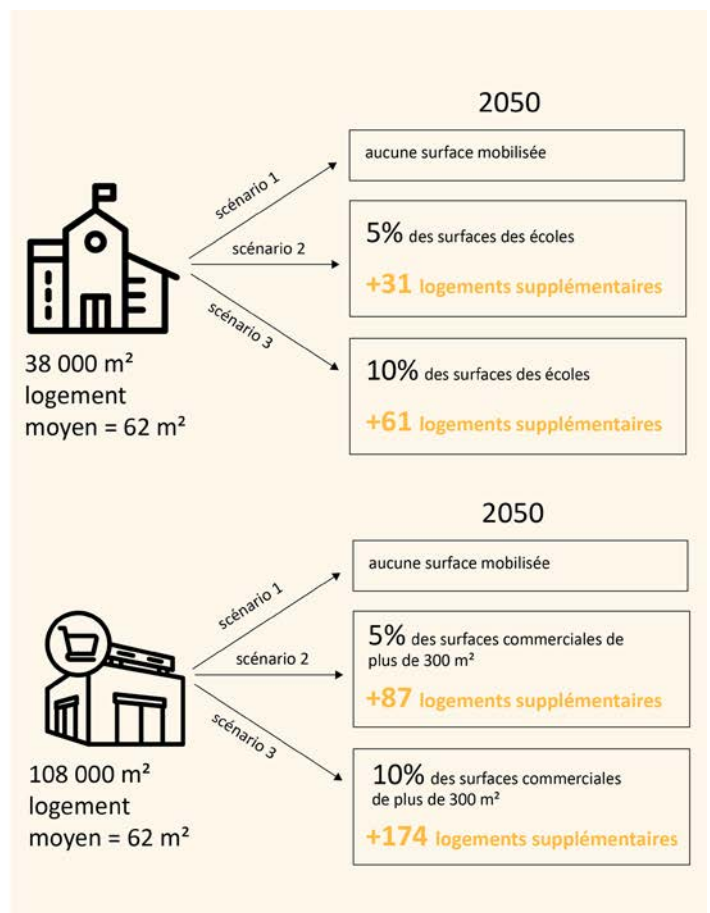 2050
scénario 1
aucune surface mobilisée
scénario 2
5% des surfaces des écoles
+31 logements supplémentaires
scénario 3
10% des surfaces des écoles
+61 logements supplémentaires
38 000 m²
logement
moyen = 62 m²
2050
scénario 1
aucune surface mobilisée
scénario 2
5% des surfaces commerciales de
plus de 300 m²
+87 logements supplémentaires
scénario 3
10% des surfaces commerciales
de plus de 300 m²
+174 logements supplémentaires
108 000 m²
logement
moyen = 62 m²